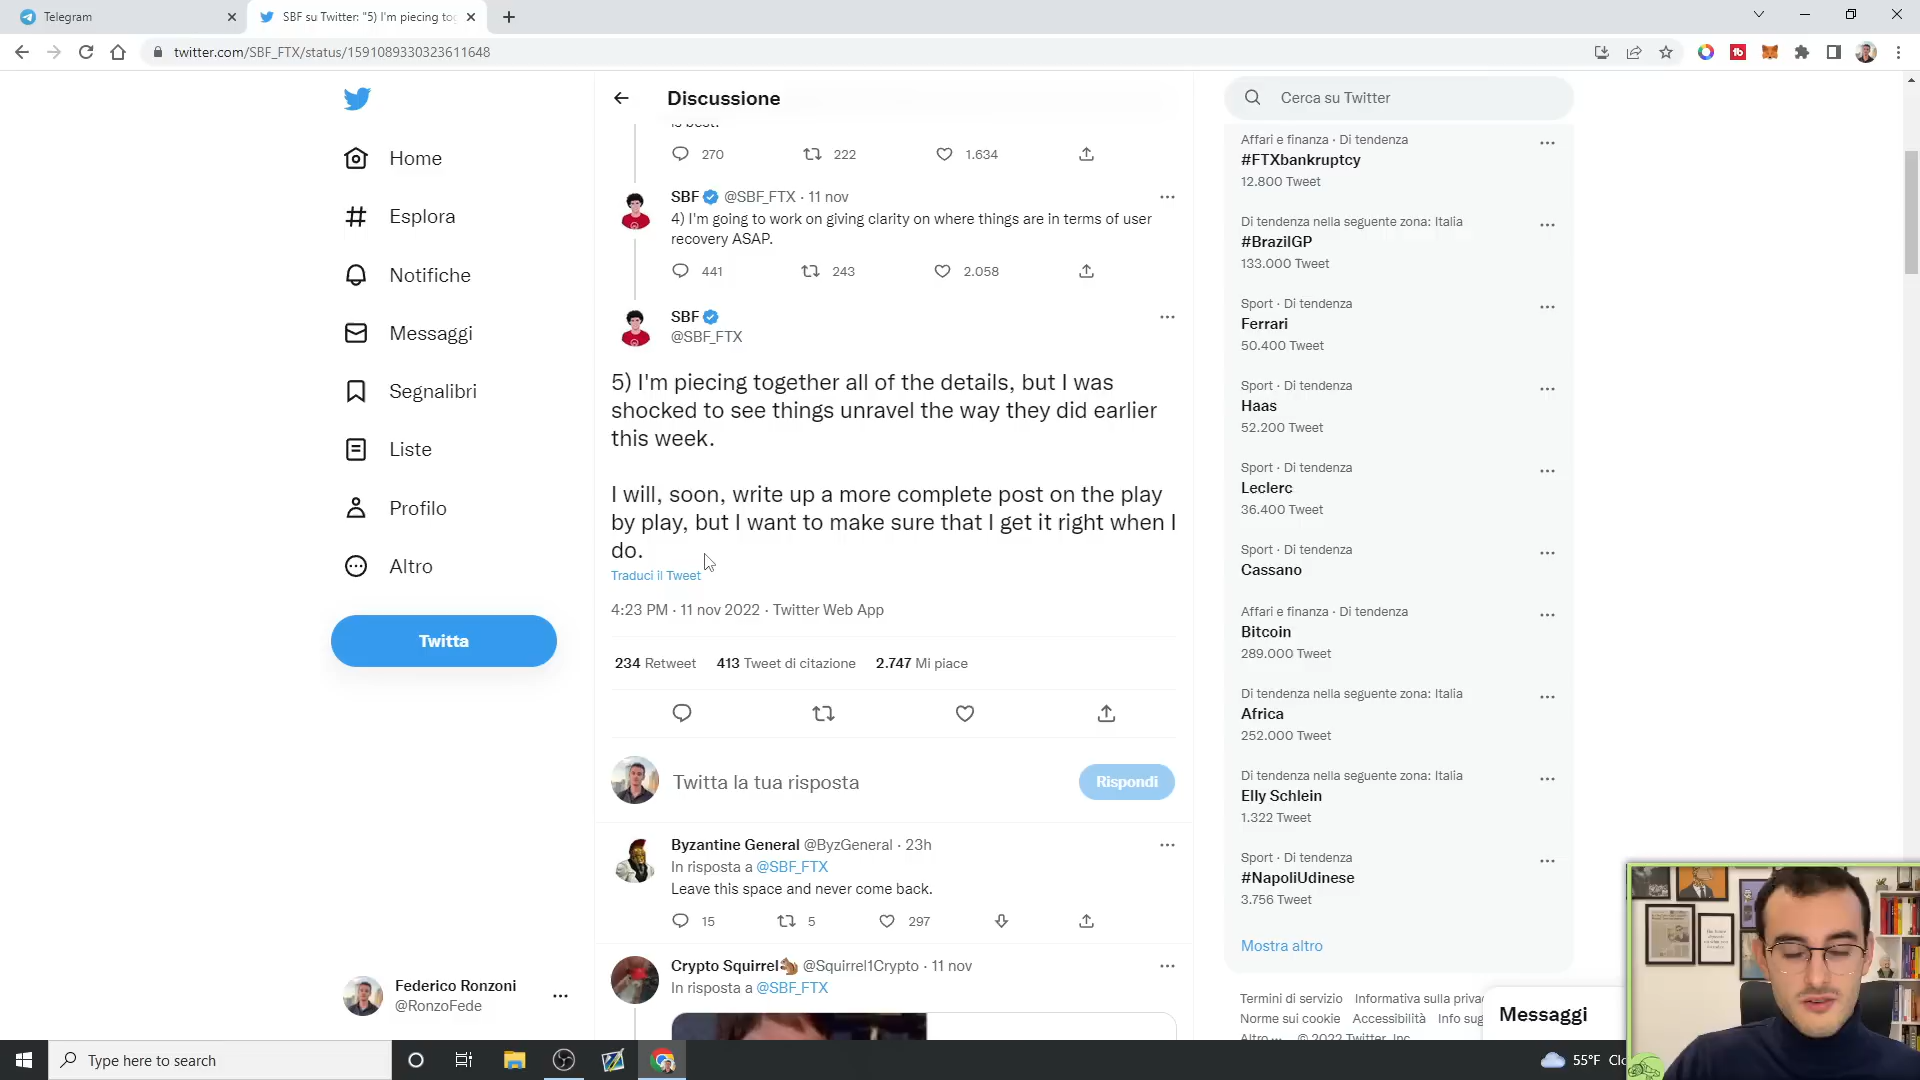 Telegram
SBF su Twitter: "5) I'm piecing tog
twitter.com/SBF_FTX/status/1591089330323611648
Home
Esplora
Notifiche
Messaggi
Segnalibri
Liste
Profilo
Altro
Twitta
Federico Ronzoni
@RonzoFede
Discussione
is best.
270 222 1.634
SBF @SBF_FTX · 11 nov
4) I'm going to work on giving clarity on where things are in terms of user
recovery ASAP.
441 243 2.058
SBF
@SBF_FTX
5) I'm piecing together all of the details, but I was
shocked to see things unravel the way they did earlier
this week.
I will, soon, write up a more complete post on the play
by play, but I want to make sure that I get it right when I
do.
Traduci il Tweet
4:23 PM · 11 nov 2022 · Twitter Web App
234 Retweet 413 Tweet di citazione 2.747 Mi piace
Twitta la tua risposta
Rispondi
Byzantine General @ByzGeneral · 23h
In risposta a @SBF_FTX
Leave this space and never come back.
15 5 297
Crypto Squirrel @Squirrel1Crypto · 11 nov
In risposta a @SBF_FTX
Cerca su Twitter
Affari e finanza · Di tendenza
#FTXbankruptcy
12.800 Tweet
Di tendenza nella seguente zona: Italia
#BrazilGP
133.000 Tweet
Sport · Di tendenza
Ferrari
50.400 Tweet
Sport · Di tendenza
Haas
52.200 Tweet
Sport · Di tendenza
Leclerc
36.400 Tweet
Sport · Di tendenza
Cassano
Affari e finanza · Di tendenza
Bitcoin
289.000 Tweet
Di tendenza nella seguente zona: Italia
Africa
252.000 Tweet
Di tendenza nella seguente zona: Italia
Elly Schlein
1.322 Tweet
Sport · Di tendenza
#NapoliUdinese
3.756 Tweet
Mostra altro
Termini di servizio Informativa sulla priva
Norme sui cookie Accessibilità Info sug
Altro ... © 2022 Twitter, Inc.
Messaggi
Type here to search
55°F Clo